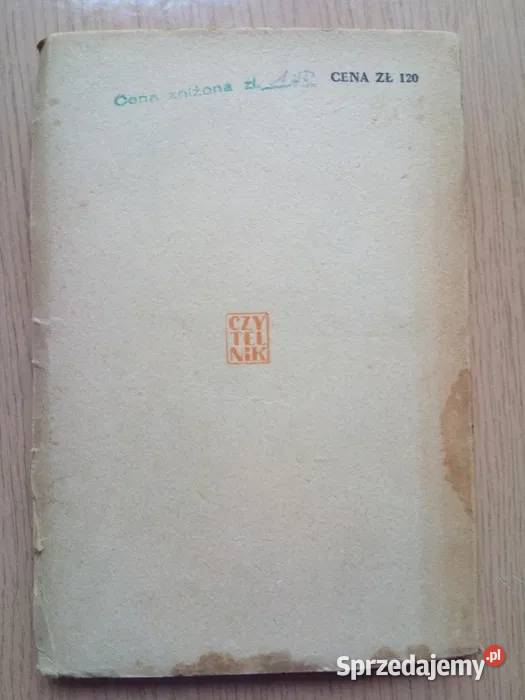 Cena zniżona zł
CENA ZŁ 120
CZY
TEL
NiK
Sprzedajemy.pl